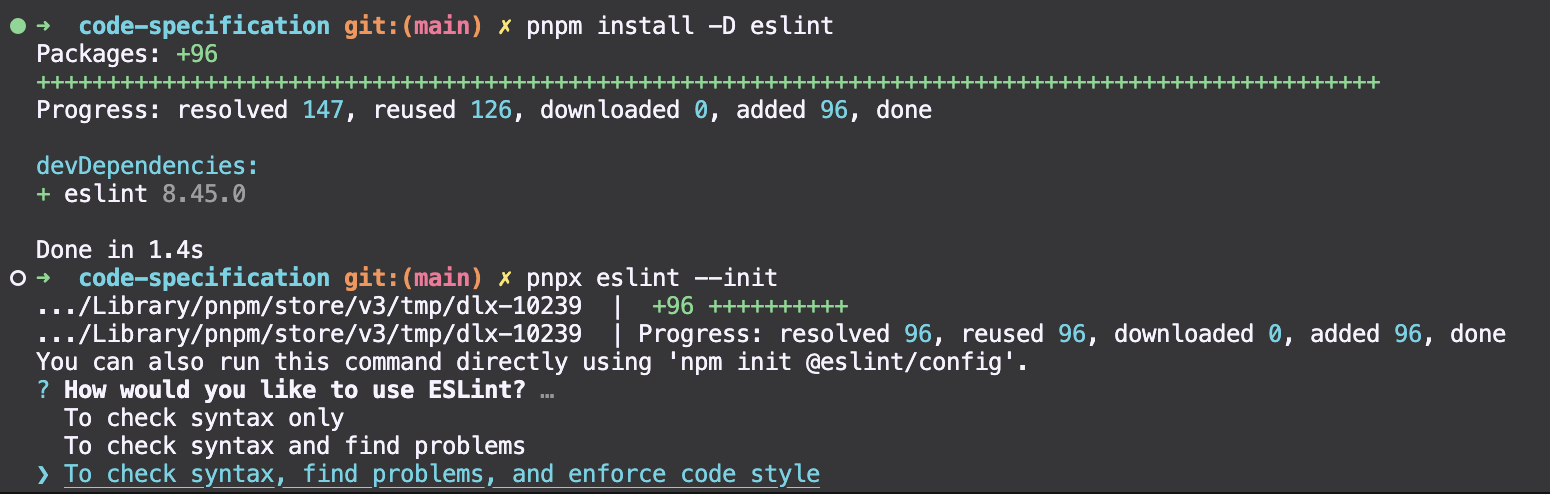 ➜  code-specification git:(main) ✗ pnpm install -D eslint
Packages: +96
++++++++++++++++++++++++++++++++++++++++++++++++++++++++++++++++++++++++++++++++++++++++++++++++
Progress: resolved 147, reused 126, downloaded 0, added 96, done
devDependencies:
+ eslint 8.45.0
Done in 1.4s
➜  code-specification git:(main) ✗ pnpx eslint --init
.../Library/pnpm/store/v3/tmp/dlx-10239  |  +96 ++++++++++
.../Library/pnpm/store/v3/tmp/dlx-10239  | Progress: resolved 96, reused 96, downloaded 0, added 96, done
You can also run this command directly using 'npm init @eslint/config'.
? How would you like to use ESLint? …
To check syntax only
To check syntax and find problems
❯ To check syntax, find problems, and enforce code style